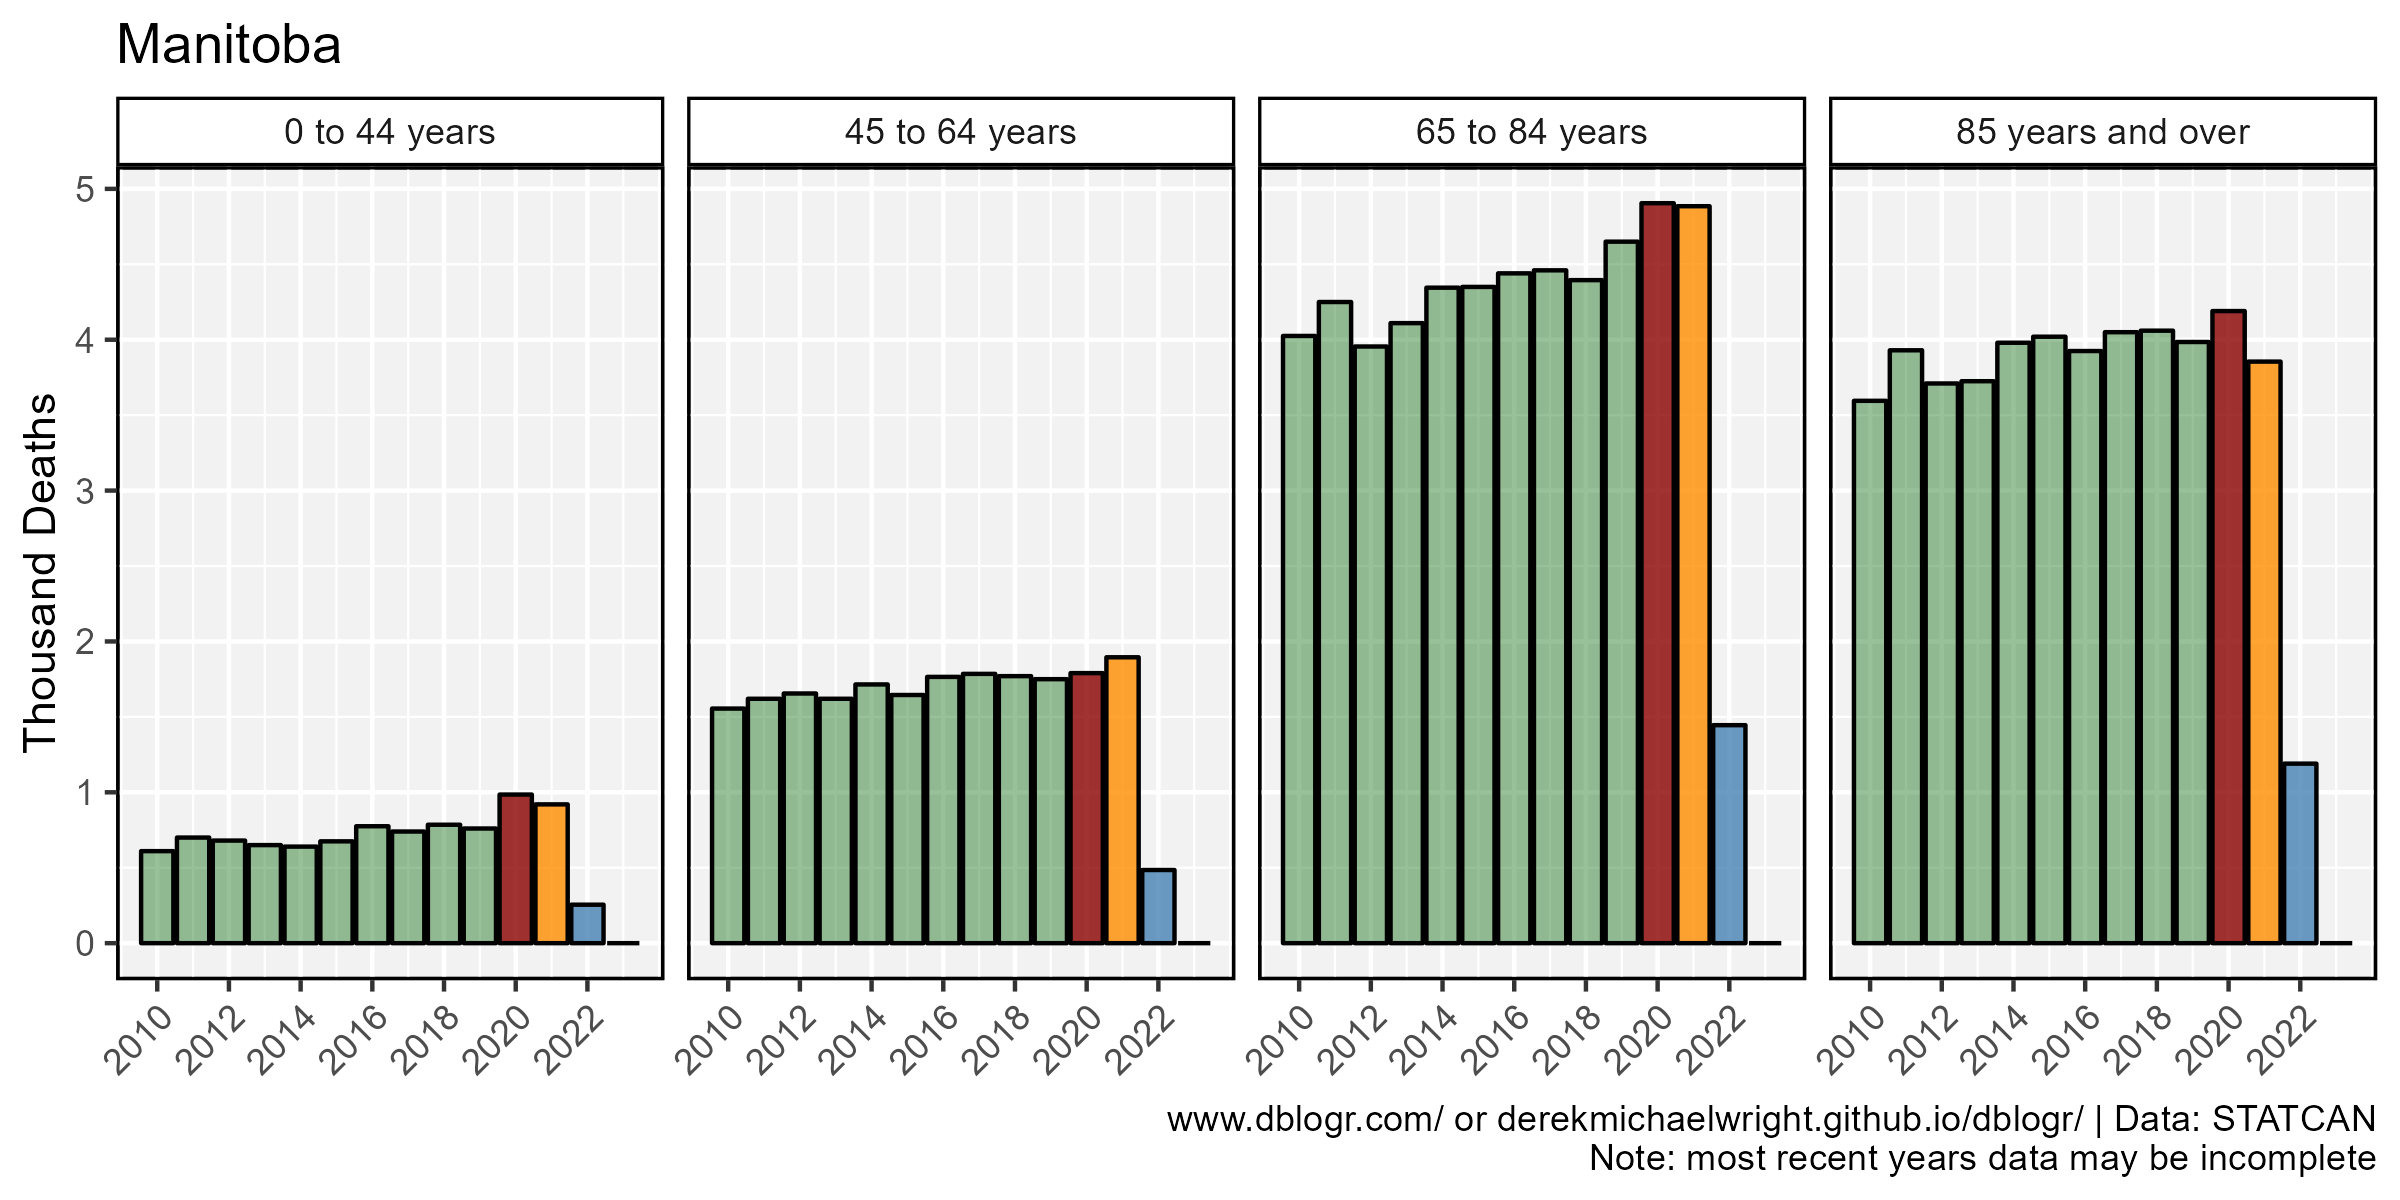 Manitoba
0 to 44 years
45 to 64 years
65 to 84 years
85 years and over
Thousand Deaths
5
4
3
2
1
0
2010 2012 2014 2016 2018 2020 2022
2010 2012 2014 2016 2018 2020 2022
2010 2012 2014 2016 2018 2020 2022
2010 2012 2014 2016 2018 2020 2022
www.dblogr.com/ or derekmichaelwright.github.io/dblogr/ | Data: STATCAN
Note: most recent years data may be incomplete